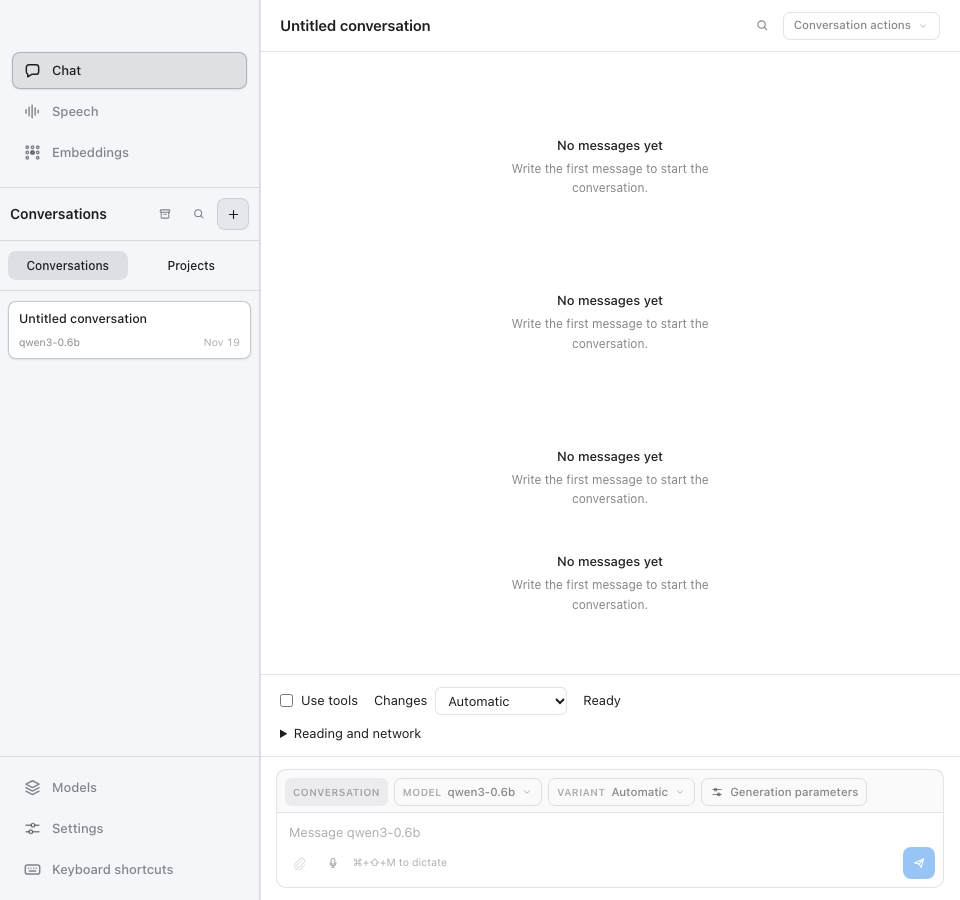 Chat
Speech
Embeddings
Conversations
Conversations
Projects
Untitled conversation
qwen3-0.6b
Nov 19
Models
Settings
Keyboard shortcuts
Untitled conversation
Conversation actions
No messages yet
Write the first message to start the
conversation.
No messages yet
Write the first message to start the
conversation.
No messages yet
Write the first message to start the
conversation.
No messages yet
Write the first message to start the
conversation.
Use tools
Changes
Automatic
Ready
Reading and network
CONVERSATION
MODEL qwen3-0.6b
VARIANT Automatic
Generation parameters
Message qwen3-0.6b
⌘+⇧+M to dictate